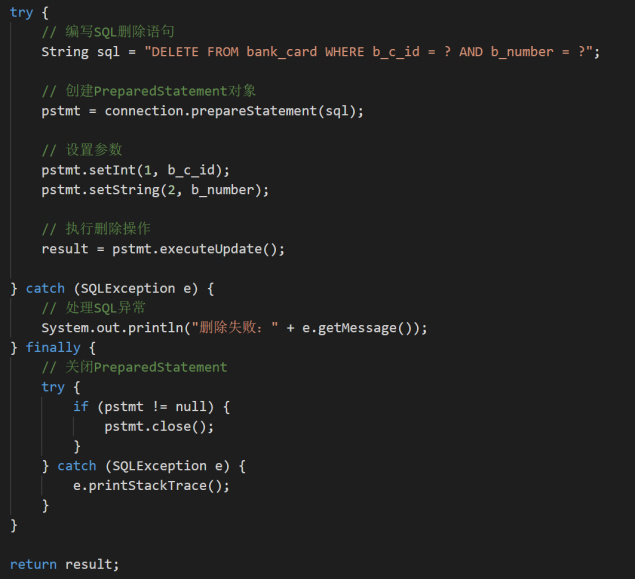 try {
    // 编写SQL删除语句
    String sql = "DELETE FROM bank_card WHERE b_c_id = ? AND b_number = ?";
    // 创建PreparedStatement对象
    pstmt = connection.prepareStatement(sql);
    // 设置参数
    pstmt.setInt(1, b_c_id);
    pstmt.setString(2, b_number);
    // 执行删除操作
    result = pstmt.executeUpdate();
} catch (SQLException e) {
    // 处理SQL异常
    System.out.println("删除失败: " + e.getMessage());
} finally {
    // 关闭PreparedStatement
    try {
        if (pstmt != null) {
            pstmt.close();
        }
    } catch (SQLException e) {
        e.printStackTrace();
    }
}
return result;